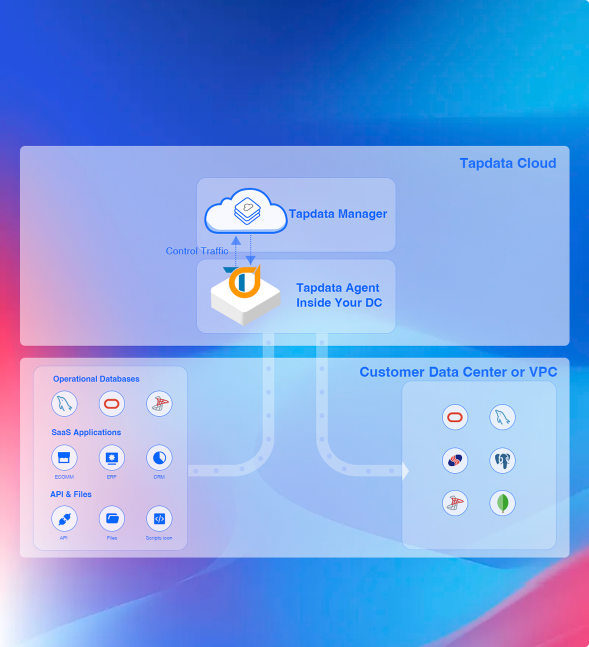 Tapdata Cloud
Tapdata Manager
Control Traffic
Tapdata Agent
Inside Your DC
Customer Data Center or VPC
Operational Databases
SaaS Applications
ECOMM
ERP
CRM
API & Files
API
Files
Scripts icon